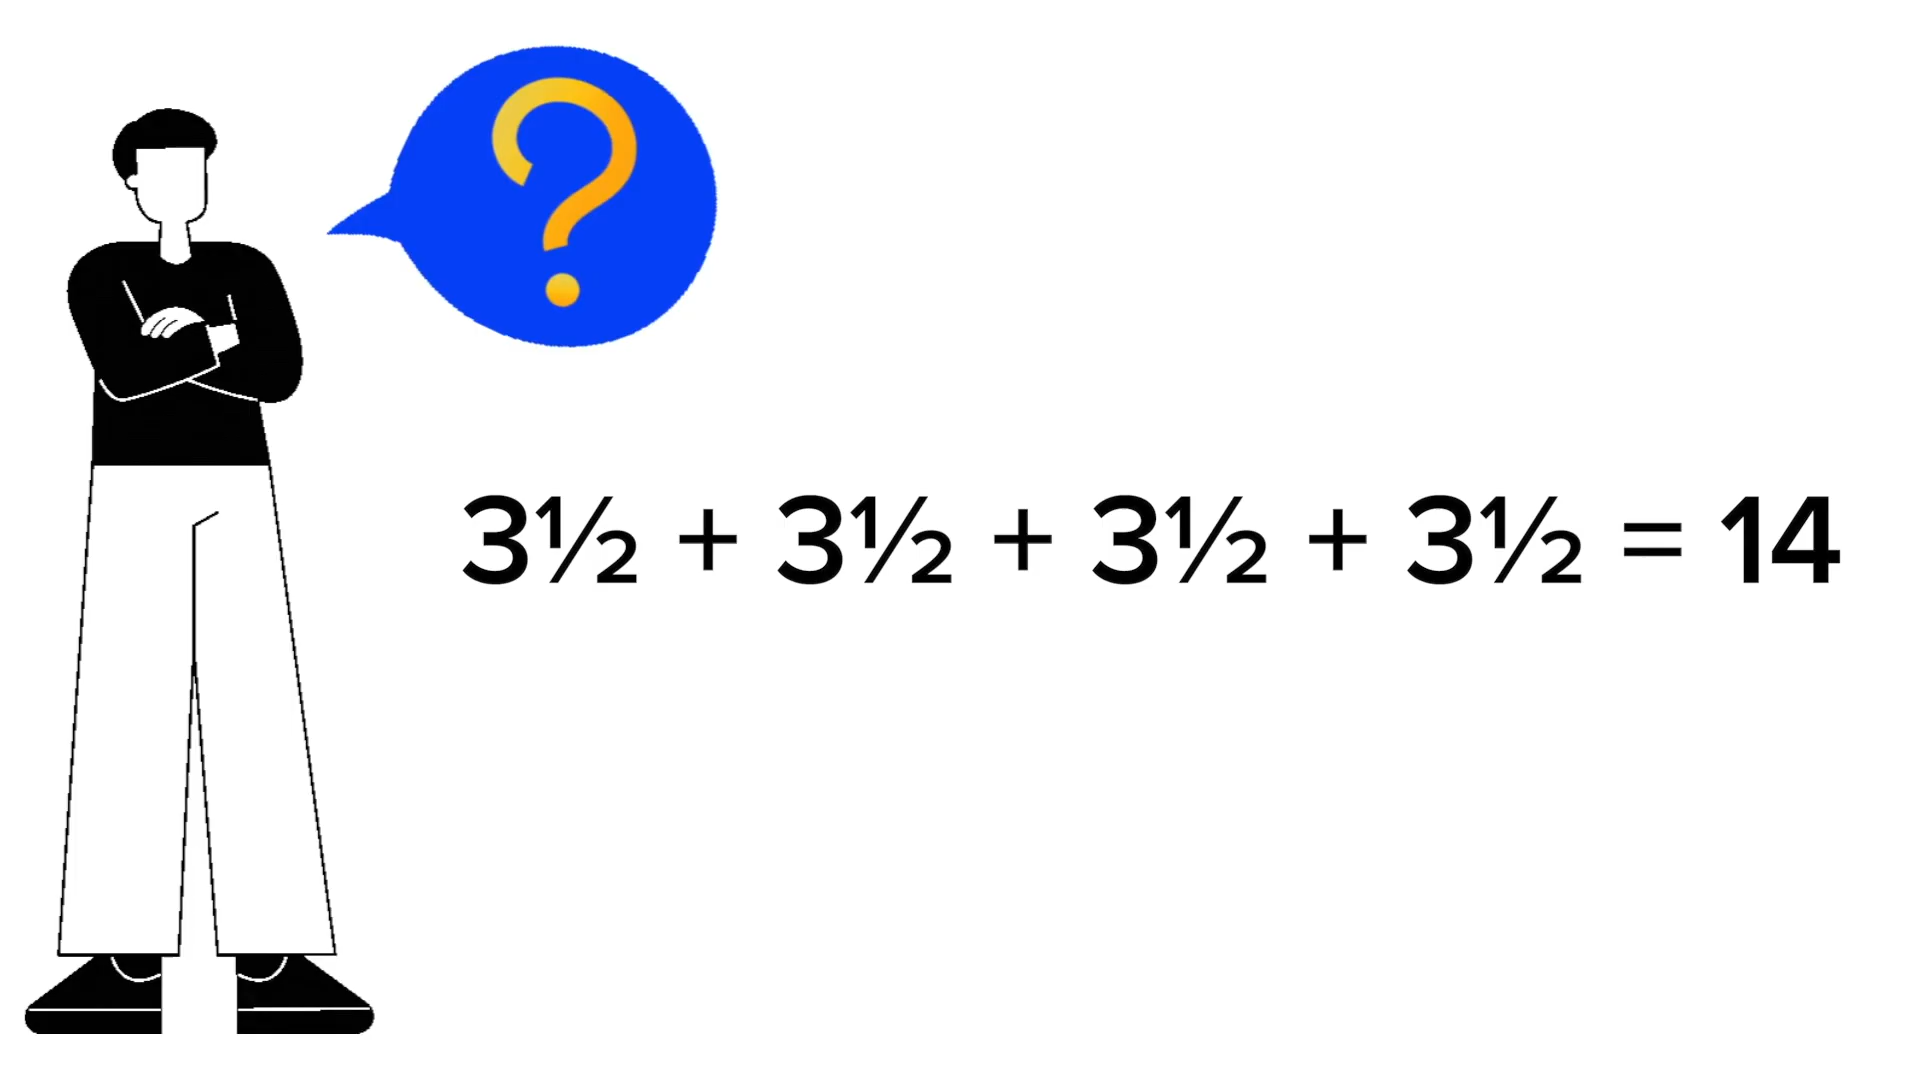 ?
3½ + 3½ + 3½ + 3½ = 14